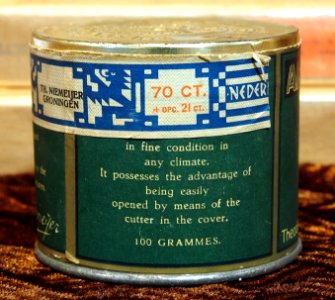 TH. NIEMEIJER
GRONINGEN
70 CT.
+ OPC. 21 CT.
NEDER
in fine condition in
any climate.
It possesses the advantage of
being easily
opened by means of the
cutter in the cover.
100 GRAMMES.
Theo